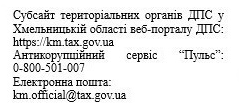 Субсайт територіальних органів ДПС у
Хмельницькій області веб-порталу ДПС:
https://km.tax.gov.ua
Антикорупційний сервіс “Пульс”:
0-800-501-007
Електронна пошта:
km.official@tax.gov.ua